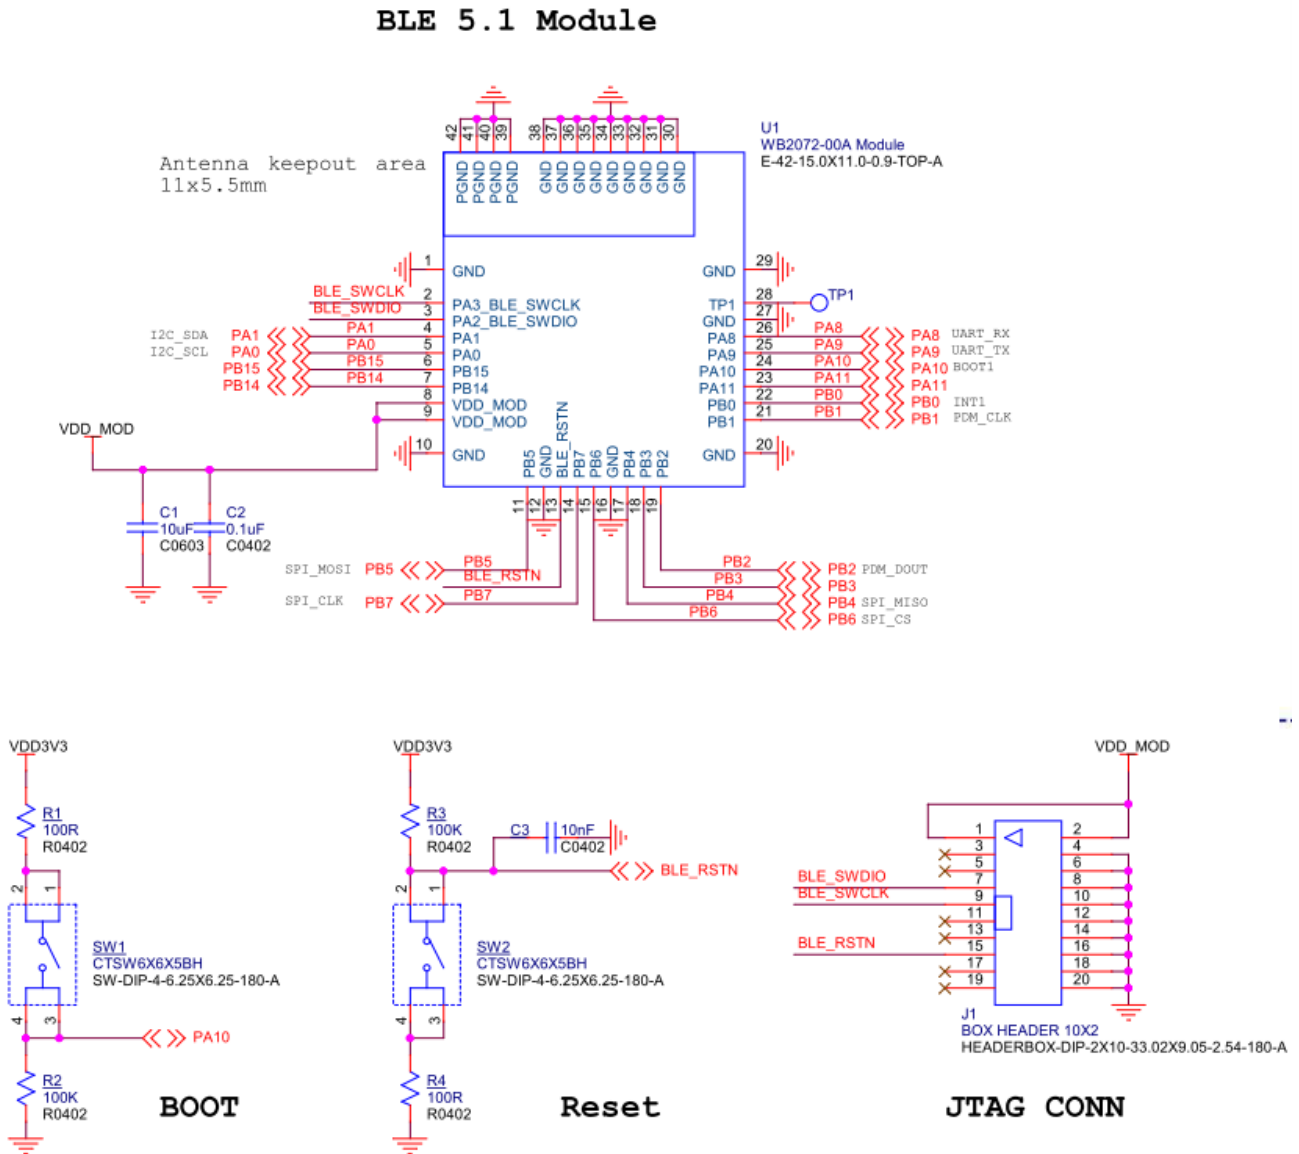 BLE 5.1 Module
Antenna keepout area
11x5.5mm
U1
WB2072-00A Module
E-42-15.0X11.0-0.9-TOP-A
42 41 40 39 38 37 36 35 34 33 32 31 30
PGND PGND PGND PGND GND GND GND GND GND GND GND GND GND
1 GND
BLE_SWCLK 2 PA3_BLE_SWCLK
BLE_SWDIO 3 PA2_BLE_SWDIO
I2C_SDA PA1 PA1 4 PA1
I2C_SCL PA0 PA0 5 PA0
PB15 PB15 6 PB15
PB14 PB14 7 PB14
8 VDD_MOD
9 VDD_MOD
10 GND
GND 29
TP1 28 TP1
GND 27
PA8 26 PA8 PA8 UART_RX
PA9 25 PA9 PA9 UART_TX
PA10 24 PA10 PA10 BOOT1
PA11 23 PA11 PA11
PB0 22 PB0 PB0 INT1
PB1 21 PB1 PB1 PDM_CLK
GND 20
PB5 GND BLE_RSTN PB7 PB6 GND PB4 PB3 PB2
11 12 13 14 15 16 17 18 19
VDD_MOD
C1
10uF
C0603
C2
0.1uF
C0402
SPI_MOSI PB5 PB5
BLE_RSTN
SPI_CLK PB7 PB7
PB2 PB2 PDM_DOUT
PB3 PB3
PB4 PB4 SPI_MISO
PB6 PB6 SPI_CS
VDD3V3
R1
100R
R0402
2 1
SW1
CTSW6X6X5BH
SW-DIP-4-6.25X6.25-180-A
4 3
PA10
R2
100K
R0402
BOOT
VDD3V3
R3
100K
R0402
C3 10nF
C0402
BLE_RSTN
2 1
SW2
CTSW6X6X5BH
SW-DIP-4-6.25X6.25-180-A
4 3
R4
100R
R0402
Reset
VDD_MOD
1 2
3 4
5 6
BLE_SWDIO 7 8
BLE_SWCLK 9 10
11 12
13 14
BLE_RSTN 15 16
17 18
19 20
J1
BOX HEADER 10X2
HEADERBOX-DIP-2X10-33.02X9.05-2.54-180-A
JTAG CONN